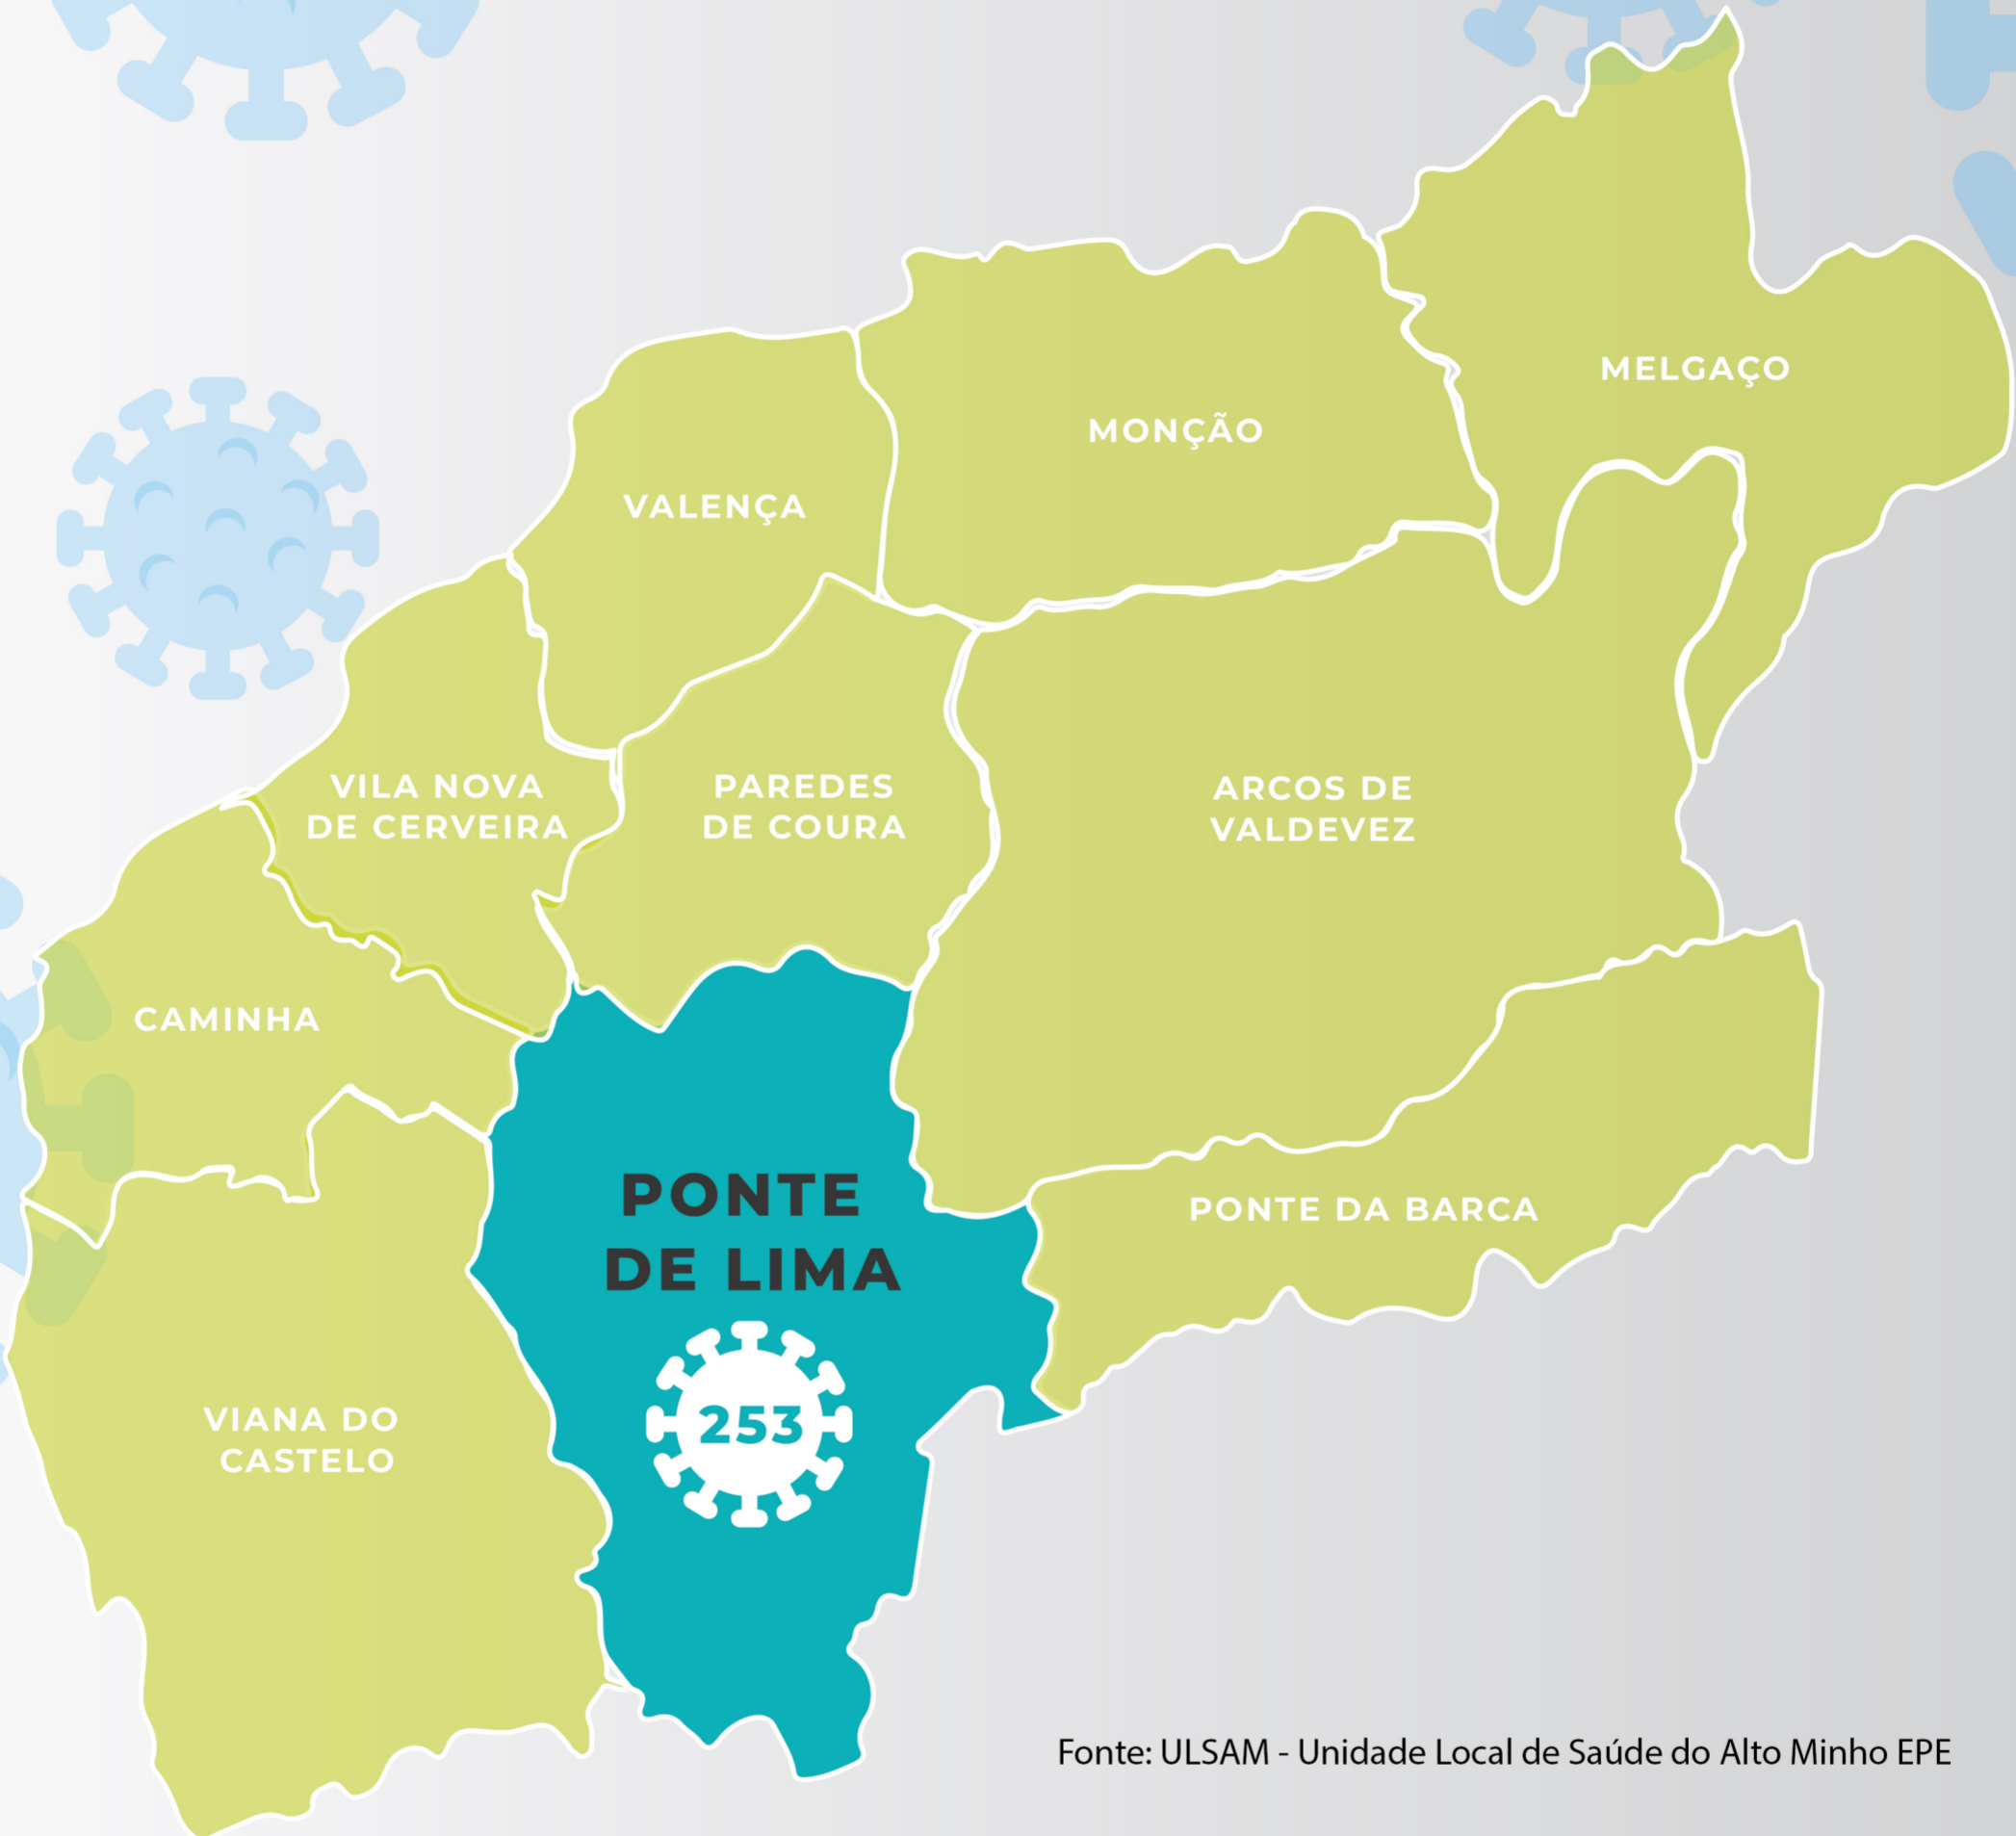 MELGAÇO
MONÇÃO
VALENÇA
VILA NOVA
DE CERVEIRA
PAREDES
DE COURA
ARCOS DE
VALDEVEZ
CAMINHA
PONTE
DE LIMA
253
PONTE DA BARCA
VIANA DO
CASTELO
Fonte: ULSAM - Unidade Local de Saúde do Alto Minho EPE